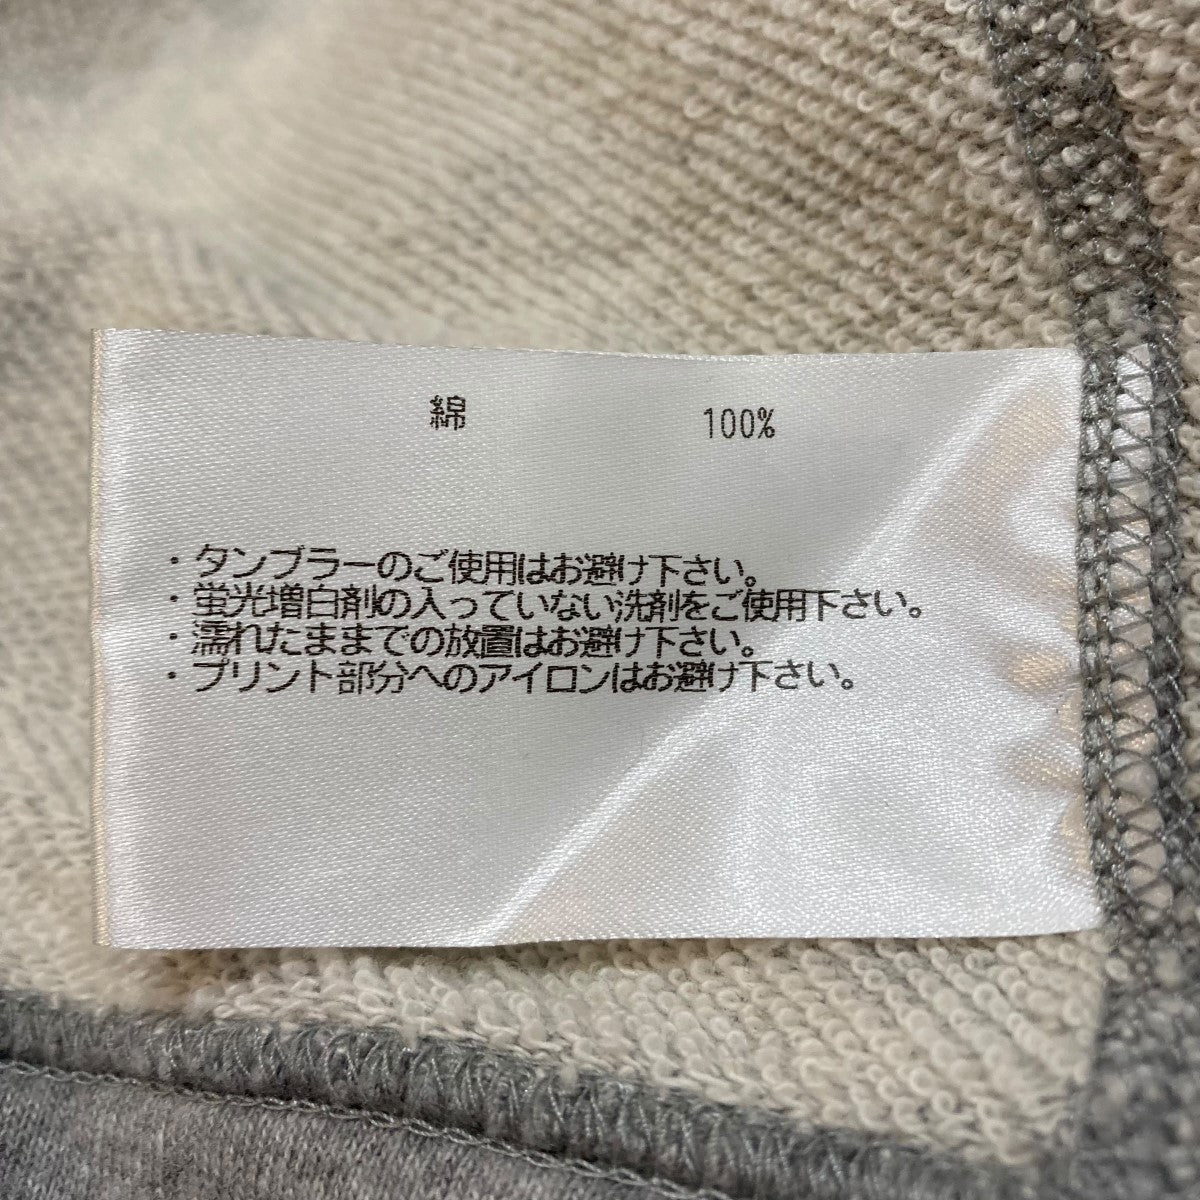 綿 100%
・タンブラーのご使用はお避け下さい。
・蛍光増白剤の入っていない洗剤をご使用下さい。
・濡れたままでの放置はお避け下さい。
・プリント部分へのアイロンはお避け下さい。